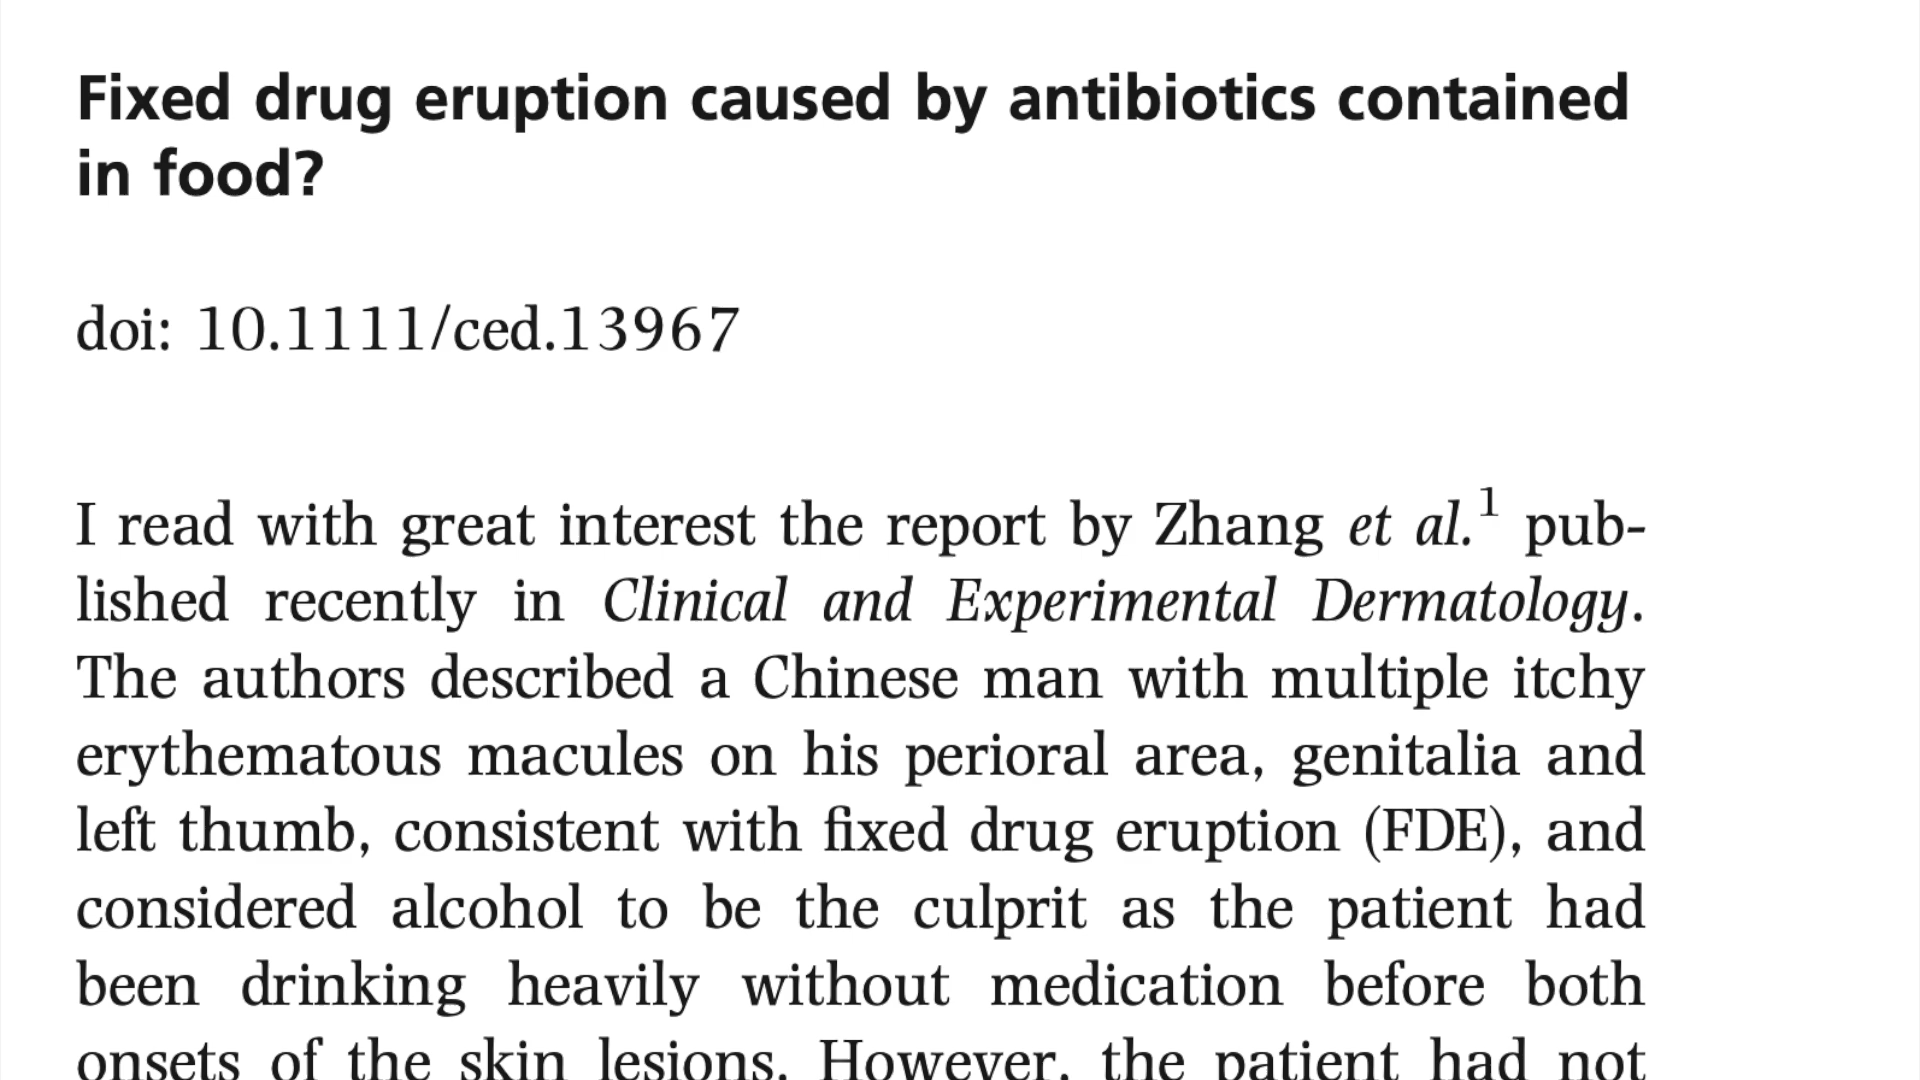 Fixed drug eruption caused by antibiotics contained
in food?
doi: 10.1111/ced.13967
I read with great interest the report by Zhang et al.1 pub-
lished recently in Clinical and Experimental Dermatology.
The authors described a Chinese man with multiple itchy
erythematous macules on his perioral area, genitalia and
left thumb, consistent with fixed drug eruption (FDE), and
considered alcohol to be the culprit as the patient had
been drinking heavily without medication before both
onsets of the skin lesions. However, the patient had not